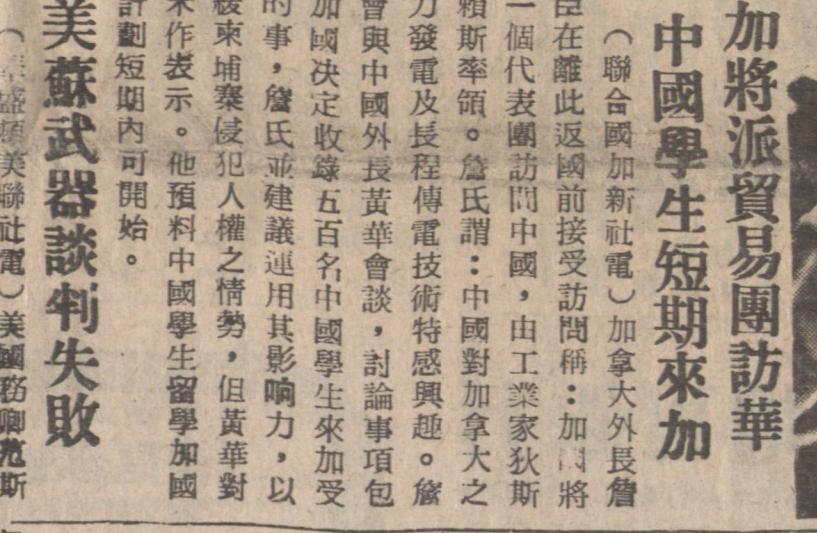 加將派貿易團訪華
中國學生短期來加
（聯合國加新社電）加拿大外長詹
臣在離此返國前接受訪問稱：加 將
一個代表團訪問中國，由工業家狄斯
賴斯率領。詹氏謂：中國對加拿大之
力發電及長程傳電技術特感興趣。詹
會與中國外長黃華會談，討論事項包
加國決定收錄五百名中國學生來加受
的事，詹氏並建議運用其影响力，以
緩柬埔寨侵犯人權之情勢，但黃華對
未作表示。他預料中國學生留學加國
計劃短期內可開始。
美蘇武器談判失敗
（華盛頓美聯社電）美國務卿范斯